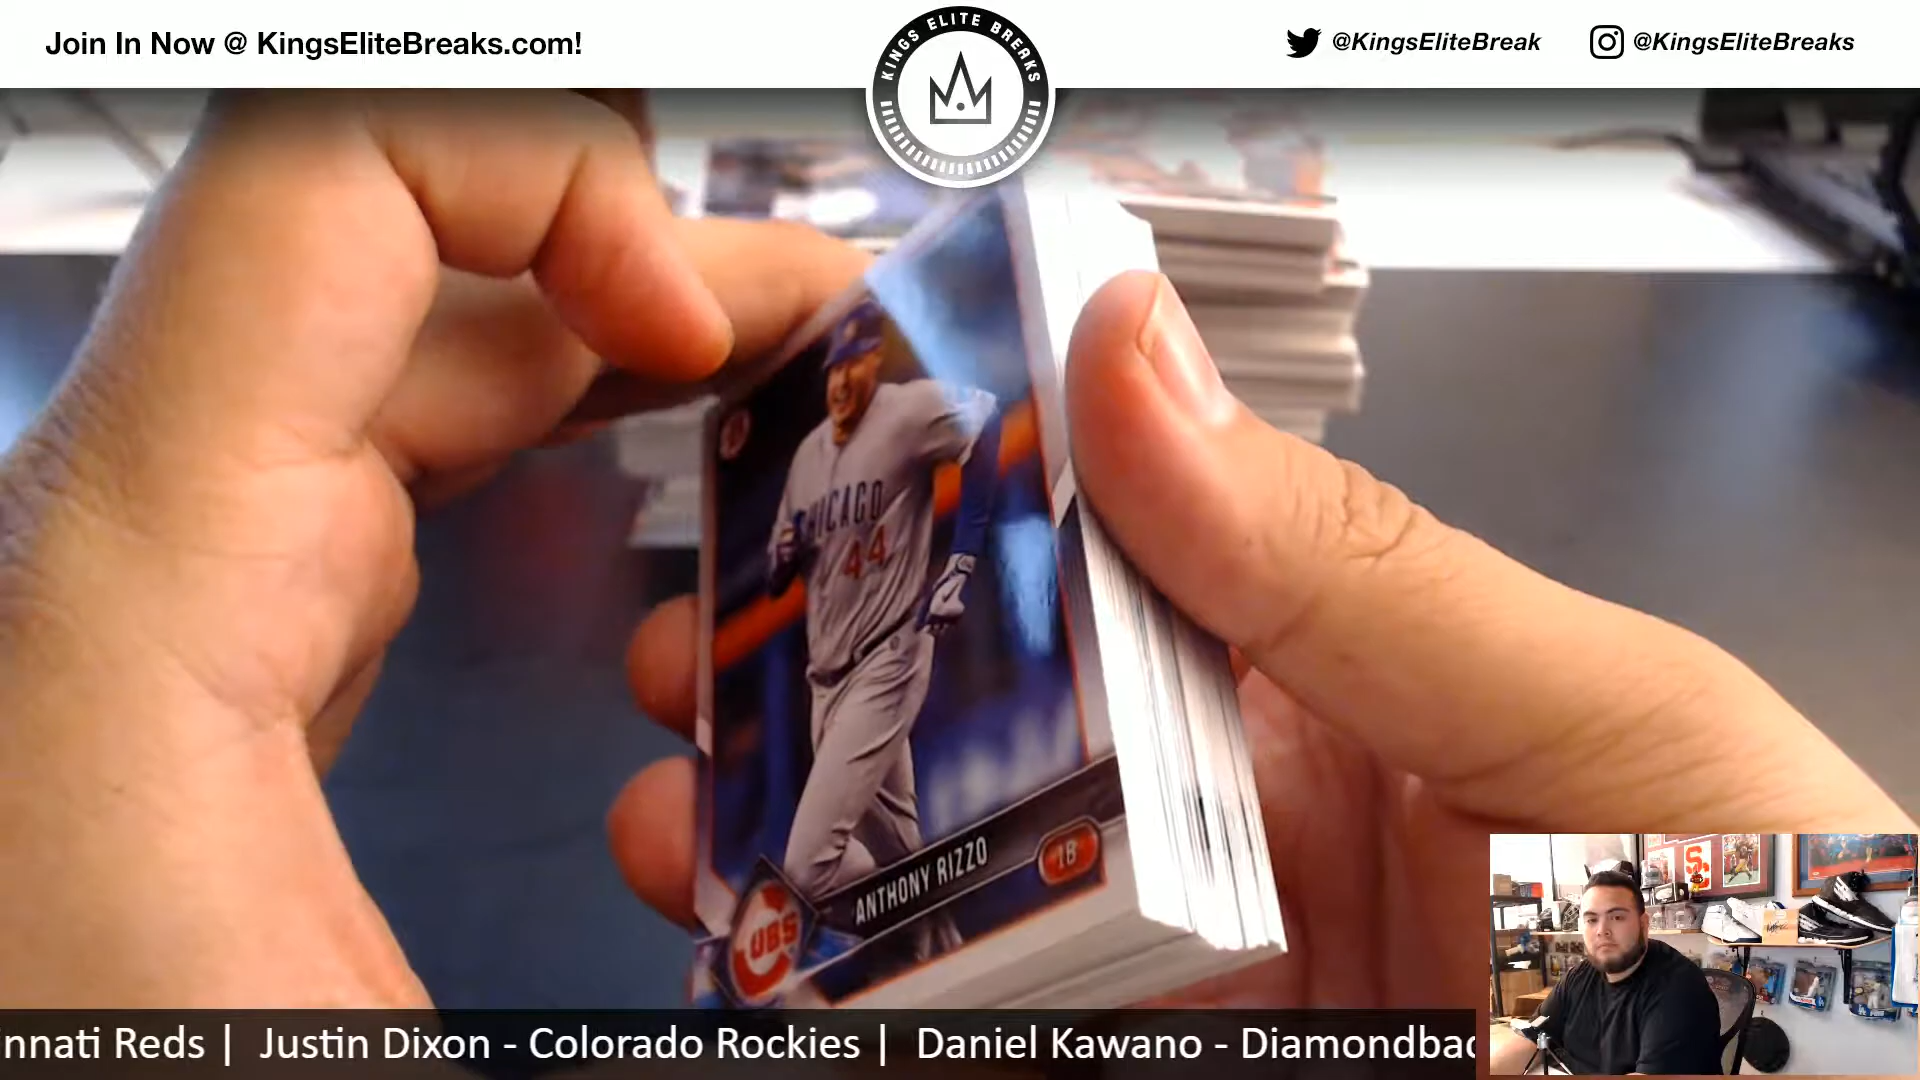 Join In Now @ KingsEliteBreaks.com!
KINGS ELITE BREAKS
@KingsEliteBreak
@KingsEliteBreaks
CHICAGO
44
ANTHONY RIZZO
1B
CUBS
nnati Reds | Justin Dixon - Colorado Rockies | Daniel Kawano - Diamondbac